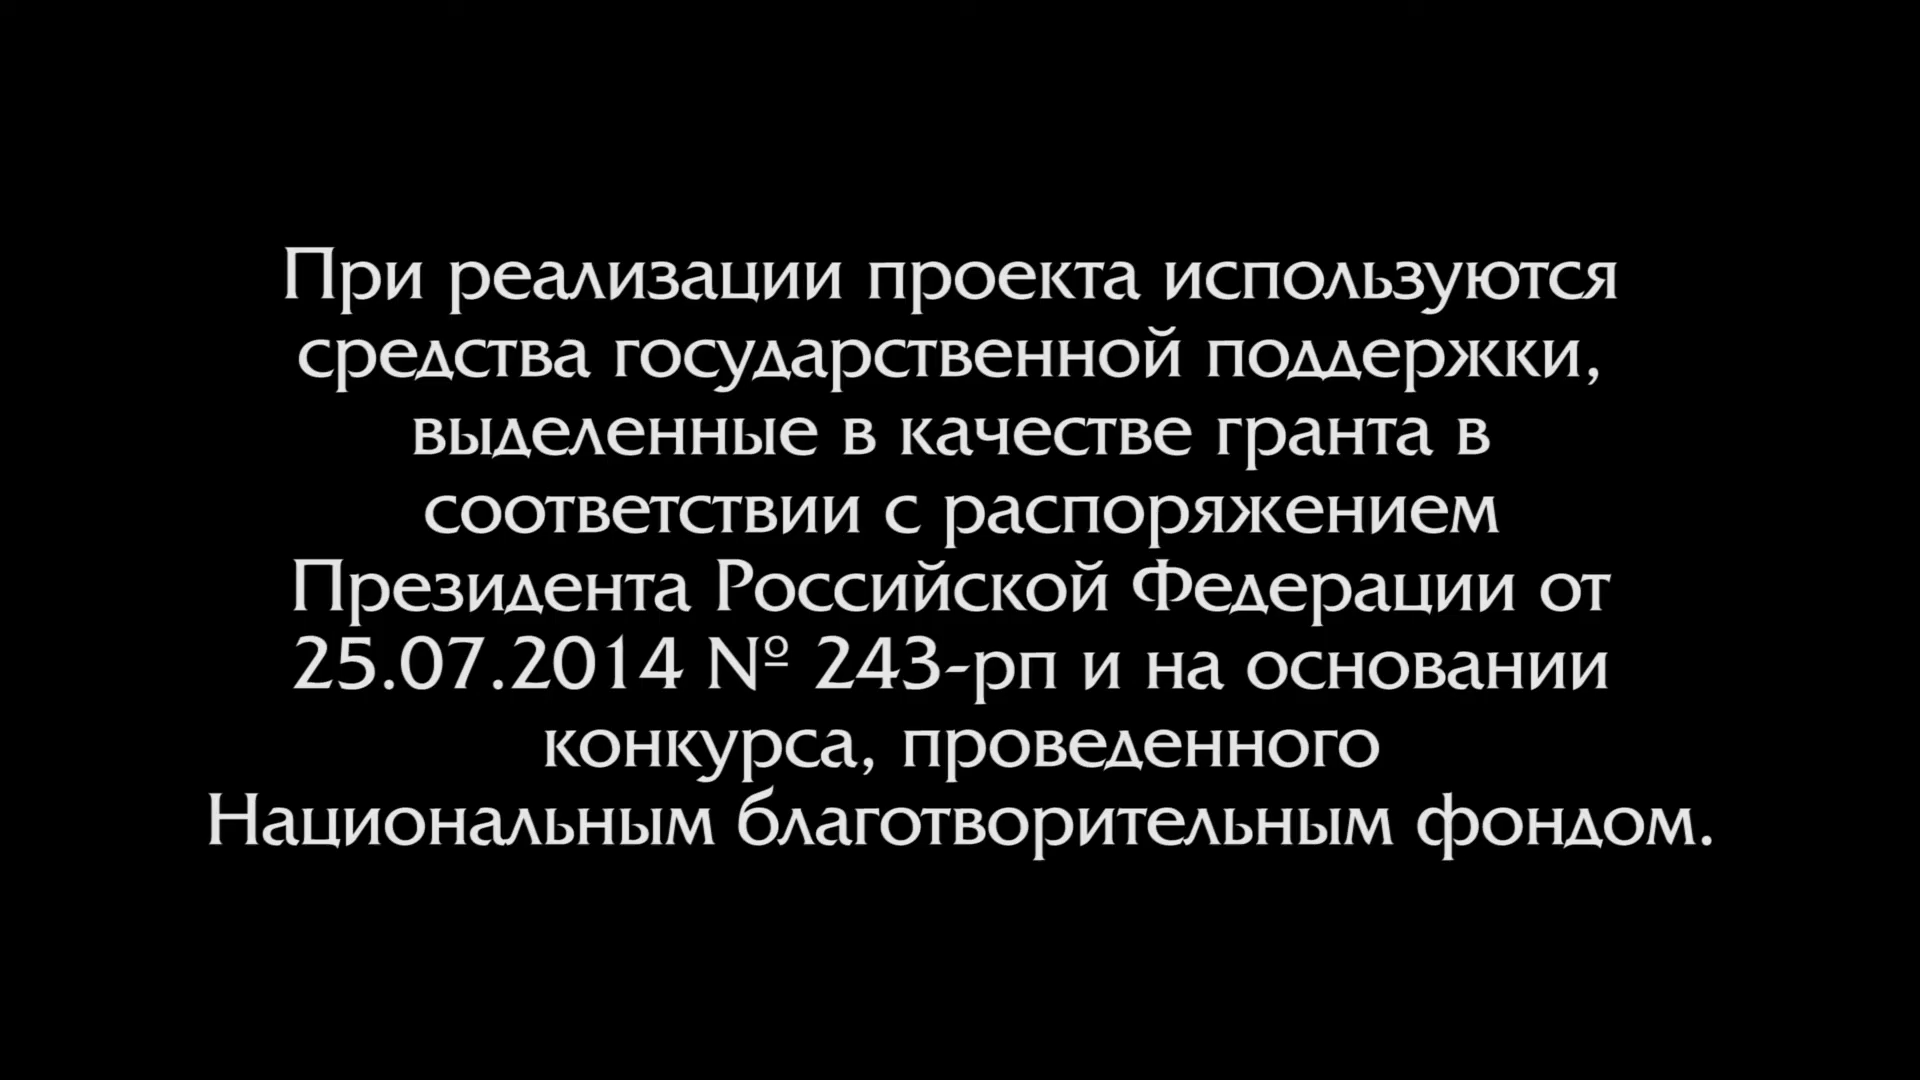 При реализации проекта используются
средства государственной поддержки,
выделенные в качестве гранта в
соответствии с распоряжением
Президента Российской Федерации от
25.07.2014 № 243-рп и на основании
конкурса, проведенного
Национальным благотворительным фондом.